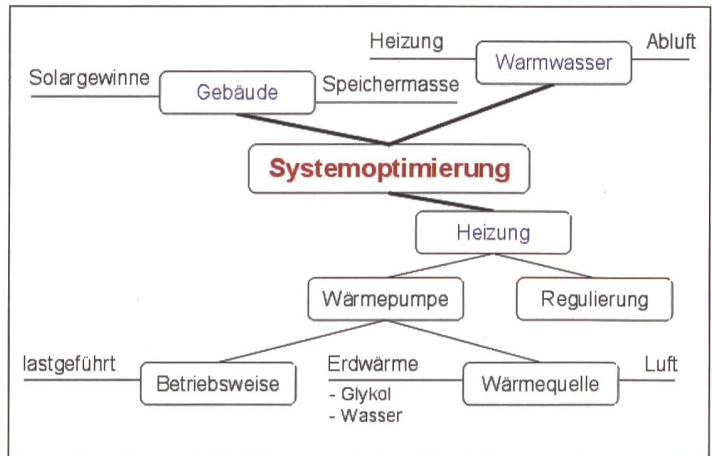 Heizung
Warmwasser
Abluft
Solargewinne
Gebäude
Speichermasse
Systemoptimierung
Heizung
Wärmepumpe
Regulierung
lastgeführt
Betriebsweise
Erdwärme
- Glykol
- Wasser
Wärmequelle
Luft